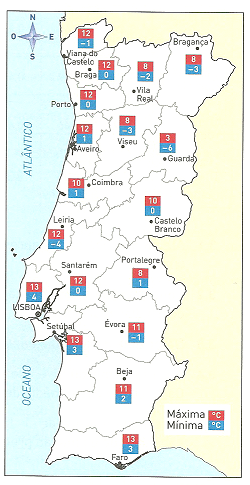 N
O
E
S
12
-1
Viana do
Castelo
Bragança
8
-3
Braga
12
0
8
-2
Vila
Real
Porto
12
0
ATLÂNTICO
12
1
Aveiro
8
-3
Viseu
3
-6
Guarda
10
1
Coimbra
10
0
Castelo
Branco
Leiria
12
-4
Santarém
12
0
Portalegre
8
1
13
4
LISBOA
Setúbal
13
3
Évora
11
-1
OCEANO
Beja
11
2
Máxima ºC
Mínima ºC
13
3
Faro